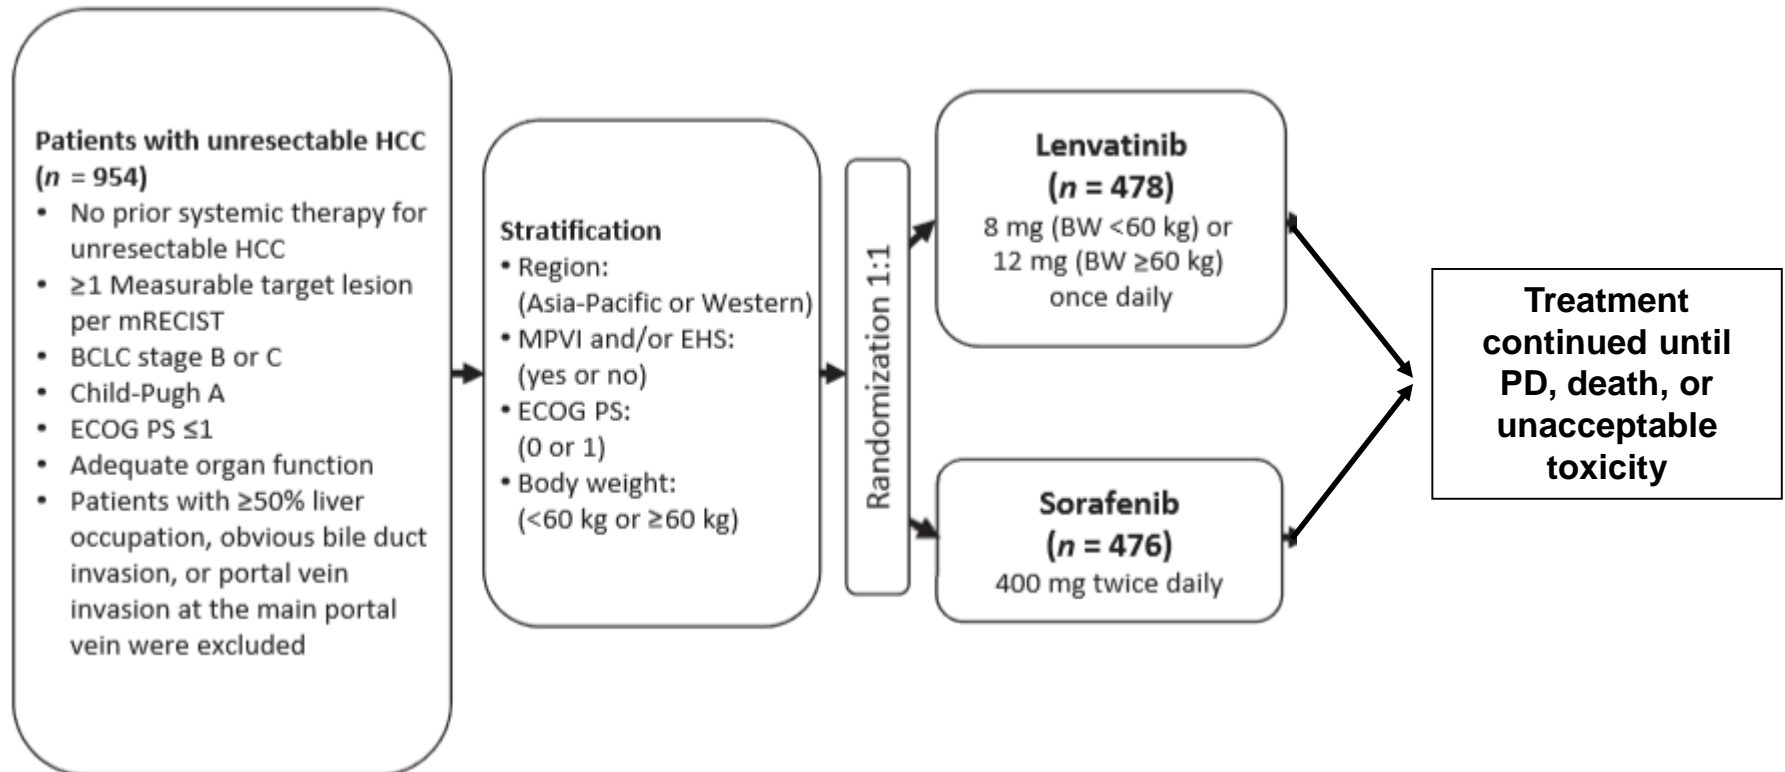 Patients with unresectable HCC
(n = 954)
• No prior systemic therapy for
unresectable HCC
• ≥1 Measurable target lesion
per mRECIST
• BCLC stage B or C
• Child-Pugh A
• ECOG PS ≤1
• Adequate organ function
• Patients with ≥50% liver
occupation, obvious bile duct
invasion, or portal vein
invasion at the main portal
vein were excluded
Stratification
• Region:
(Asia-Pacific or Western)
• MPVI and/or EHS:
(yes or no)
• ECOG PS:
(0 or 1)
• Body weight:
(<60 kg or ≥60 kg)
Randomization 1:1
Lenvatinib
(n = 478)
8 mg (BW <60 kg) or
12 mg (BW ≥60 kg)
once daily
Sorafenib
(n = 476)
400 mg twice daily
Treatment
continued until
PD, death, or
unacceptable
toxicity